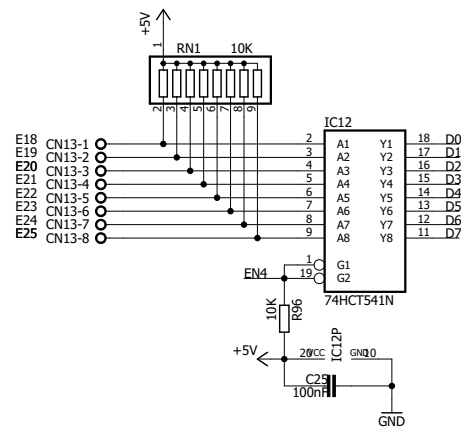 +5V
1
RN1 10K
2 3 4 5 6 7 8 9
IC12
E18 CN13-1 2 A1 Y1 18 D0
E19 CN13-2 3 A2 Y2 17 D1
E20 CN13-3 4 A3 Y3 16 D2
E21 CN13-4 5 A4 Y4 15 D3
E22 CN13-5 6 A5 Y5 14 D4
E23 CN13-6 7 A6 Y6 13 D5
E24 CN13-7 8 A7 Y7 12 D6
E25 CN13-8 9 A8 Y8 11 D7
1 G1
EN4 19 G2
74HCT541N
10K R96
IC12P
+5V 20 VCC GND 10
C25
100nF
GND